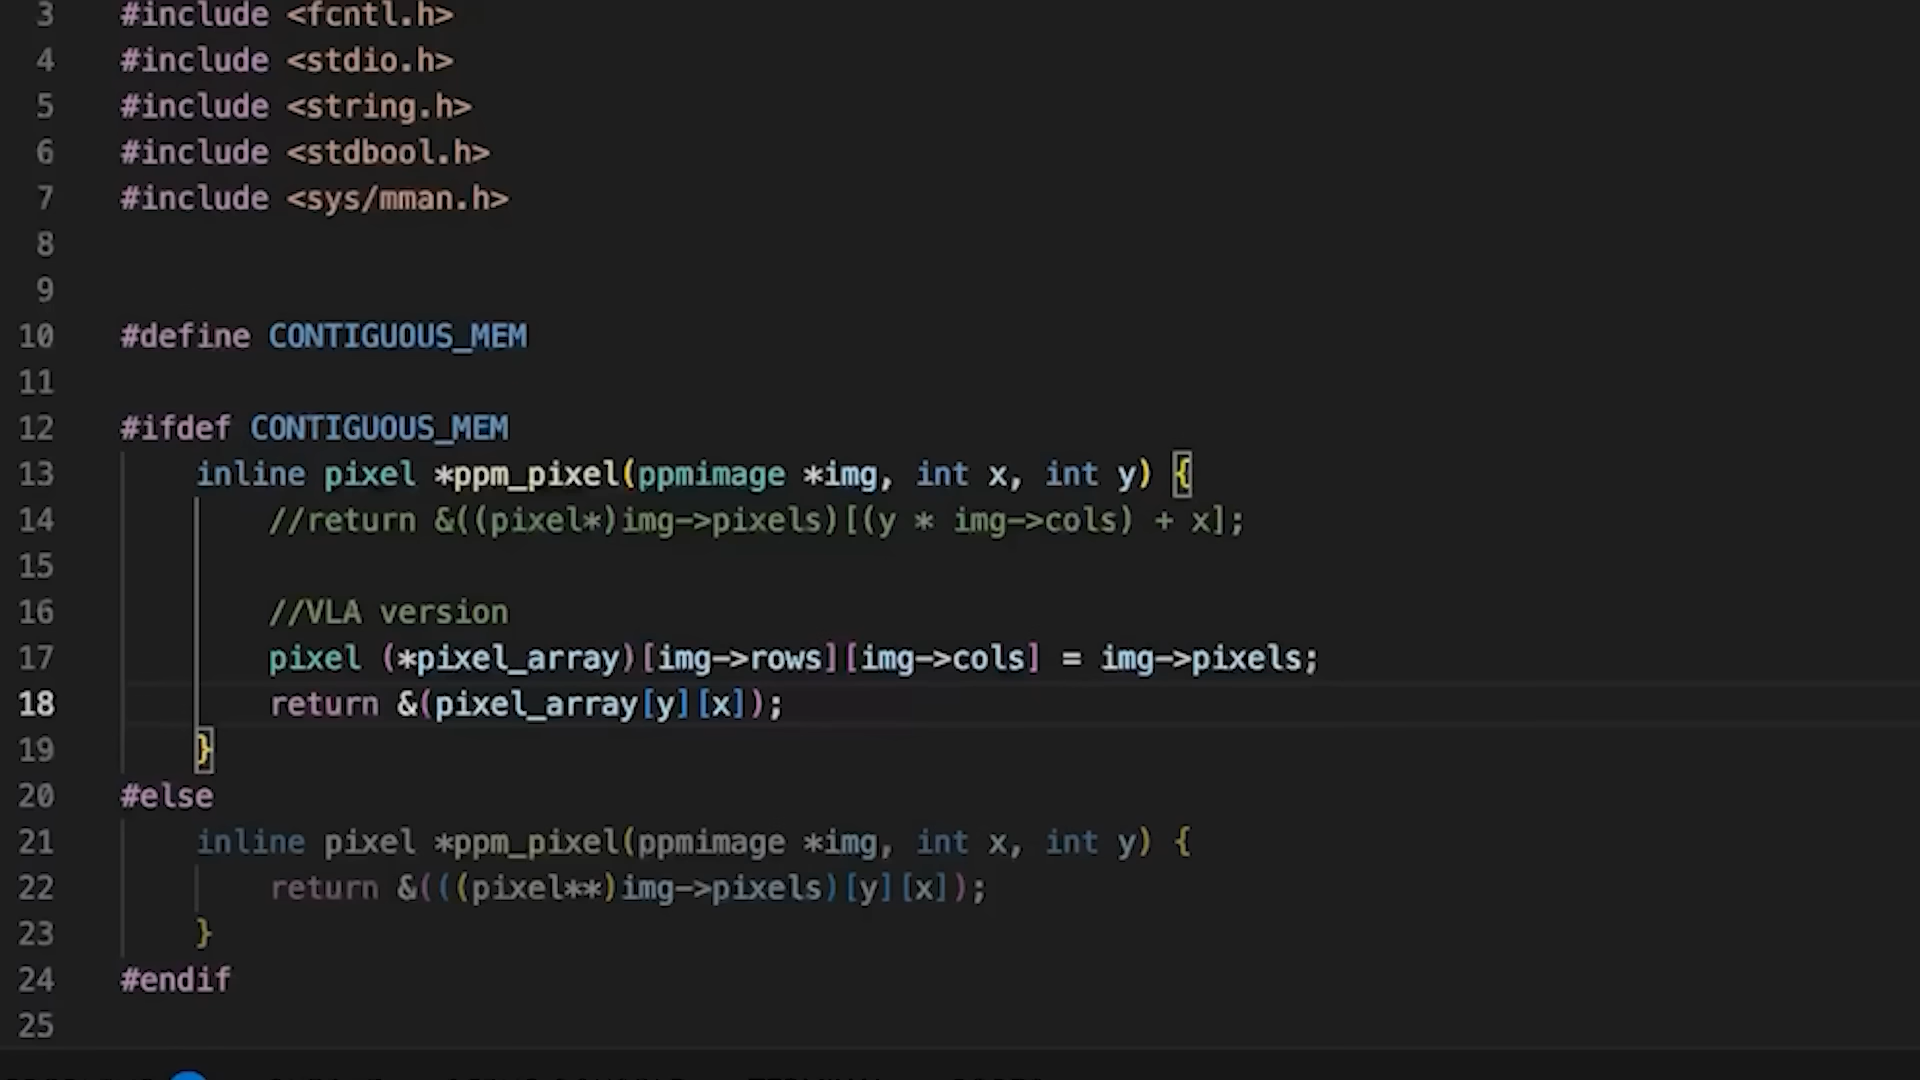 3 #include <fcntl.h>
4 #include <stdio.h>
5 #include <string.h>
6 #include <stdbool.h>
7 #include <sys/mman.h>
8
9
10 #define CONTIGUOUS_MEM
11
12 #ifdef CONTIGUOUS_MEM
13 inline pixel *ppm_pixel(ppmimage *img, int x, int y) {
14 //return &((pixel*)img->pixels)[(y * img->cols) + x];
15
16 //VLA version
17 pixel (*pixel_array)[img->rows][img->cols] = img->pixels;
18 return &(pixel_array[y][x]);
19 }
20 #else
21 inline pixel *ppm_pixel(ppmimage *img, int x, int y) {
22 return &(((pixel**)img->pixels)[y][x]);
23 }
24 #endif
25